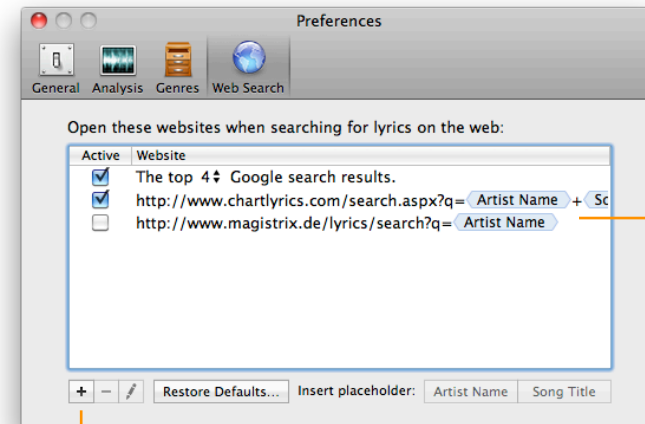 Preferences
General Analysis Genres Web Search
Open these websites when searching for lyrics on the web:
Active Website
The top 4 Google search results.
http://www.chartlyrics.com/search.aspx?q= Artist Name + So
http://www.magistrix.de/lyrics/search?q= Artist Name
+ − Restore Defaults... Insert placeholder: Artist Name Song Title